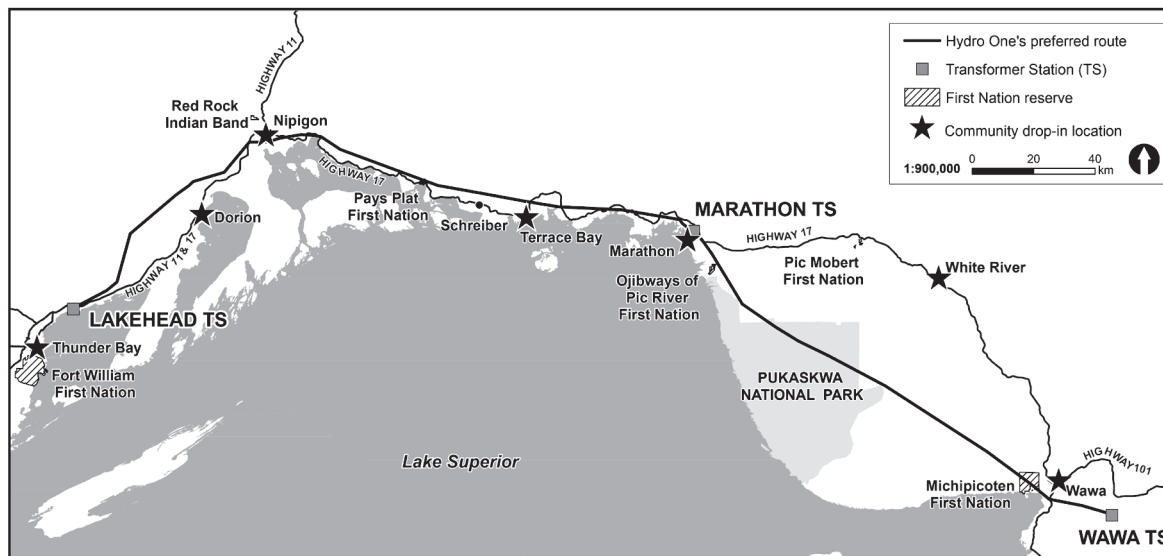 HIGHWAY 11
Red Rock
Indian Band
Nipigon
HIGHWAY 17
Pays Plat
First Nation
Dorion
Schreiber
Terrace Bay
HIGHWAY 11 & 17
LAKEHEAD TS
Thunder Bay
Fort William
First Nation
MARATHON TS
Marathon
HIGHWAY 17
Pic Mobert
First Nation
White River
Ojibways of
Pic River
First Nation
PUKASKWA
NATIONAL PARK
Lake Superior
Michipicoten
First Nation
HIGHWAY 101
Wawa
WAWA TS
Hydro One's preferred route
Transformer Station (TS)
First Nation reserve
Community drop-in location
1:900,000
0 20 40
km